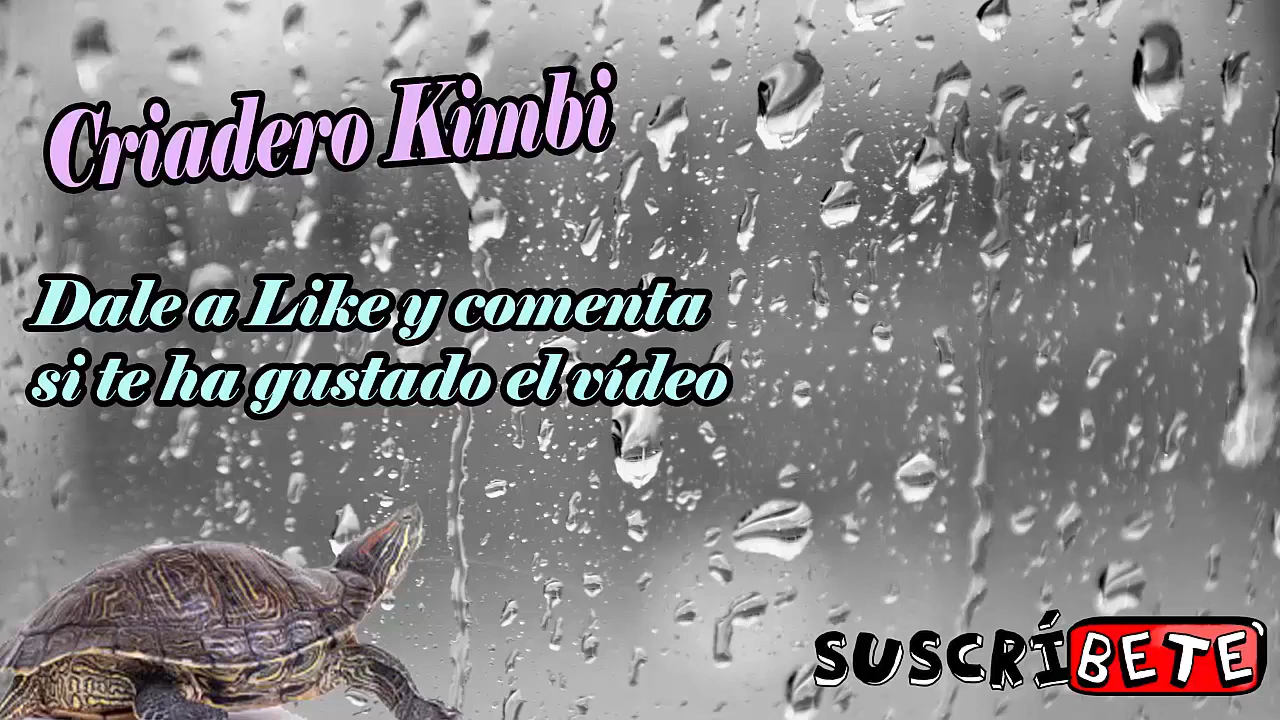 Criadero Kimbi
Dale a Like y comenta
si te ha gustado el vídeo
SUSCRÍBETE